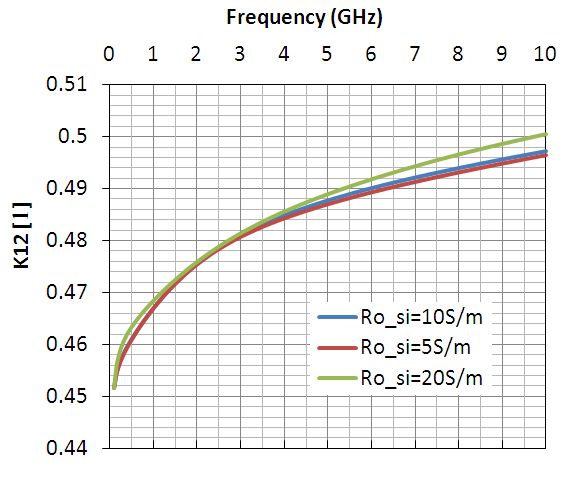 Frequency (GHz)
0 1 2 3 4 5 6 7 8 9 10
0.51
0.5
0.49
0.48
0.47
0.46
0.45
0.44
K12 [1]
Ro_si=10S/m
Ro_si=5S/m
Ro_si=20S/m